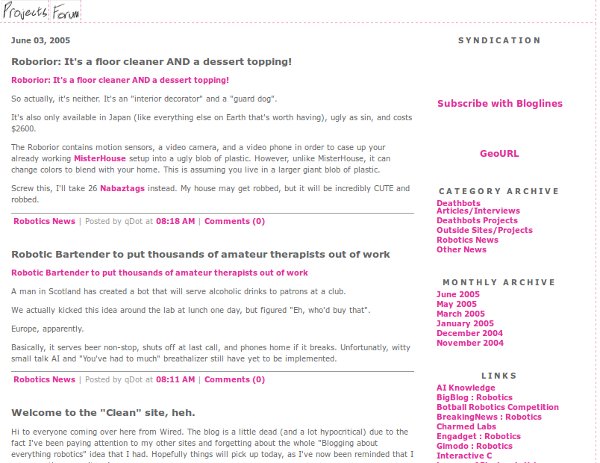 Projects Forum
June 03, 2005
Roborior: It's a floor cleaner AND a dessert topping!
Roborior: It's a floor cleaner AND a dessert topping!
So actually, it's neither. It's an "interior decorator" and a "guard dog".
It's also only available in Japan (like everything else on Earth that's worth having), ugly as sin, and costs
$2600.
The Roborior contains motion sensors, a video camera, and a video phone in order to case up your
already working MisterHouse setup into a ugly blob of plastic. However, unlike MisterHouse, it can
change colors to blend with your home. This is assuming you live in a larger giant blob of plastic.
Screw this, I'll take 26 Nabaztags instead. My house may get robbed, but it will be incredibly CUTE and
robbed.
Robotics News | Posted by qDot at 08:18 AM | Comments (0)
Robotic Bartender to put thousands of amateur therapists out of work
Robotic Bartender to put thousands of amateur therapists out of work
A man in Scotland has created a bot that will serve alcoholic drinks to patrons at a club.
We actually kicked this idea around the lab at lunch one day, but figured "Eh, who'd buy that".
Europe, apparently.
Basically, it serves beer non-stop, shuts off at last call, and phones home if it breaks. Unfortunatly, witty
small talk AI and "You've had to much" breathalizer still have yet to be implemented.
Robotics News | Posted by qDot at 08:11 AM | Comments (0)
Welcome to the "Clean" site, heh.
Hi to everyone coming over here from Wired. The blog is a little dead (and a lot hypocritical) due to the
fact I've been paying attention to my other sites and forgetting about the whole "Blogging about
everything robotics" idea that I had. Hopefully things will pick up today, as I've now been reminded that I
SYNDICATION
Subscribe with Bloglines
GeoURL
CATEGORY ARCHIVE
Deathbots
Articles/Interviews
Deathbots Projects
Outside Sites/Projects
Robotics News
Other News
MONTHLY ARCHIVE
June 2005
May 2005
March 2005
January 2005
December 2004
November 2004
LINKS
AI Knowledge
BigBlog : Robotics
Botball Robotics Competition
BreakingNews : Robotics
Charmed Labs
Engadget : Robotics
Gimodo : Robotics
Interactive C